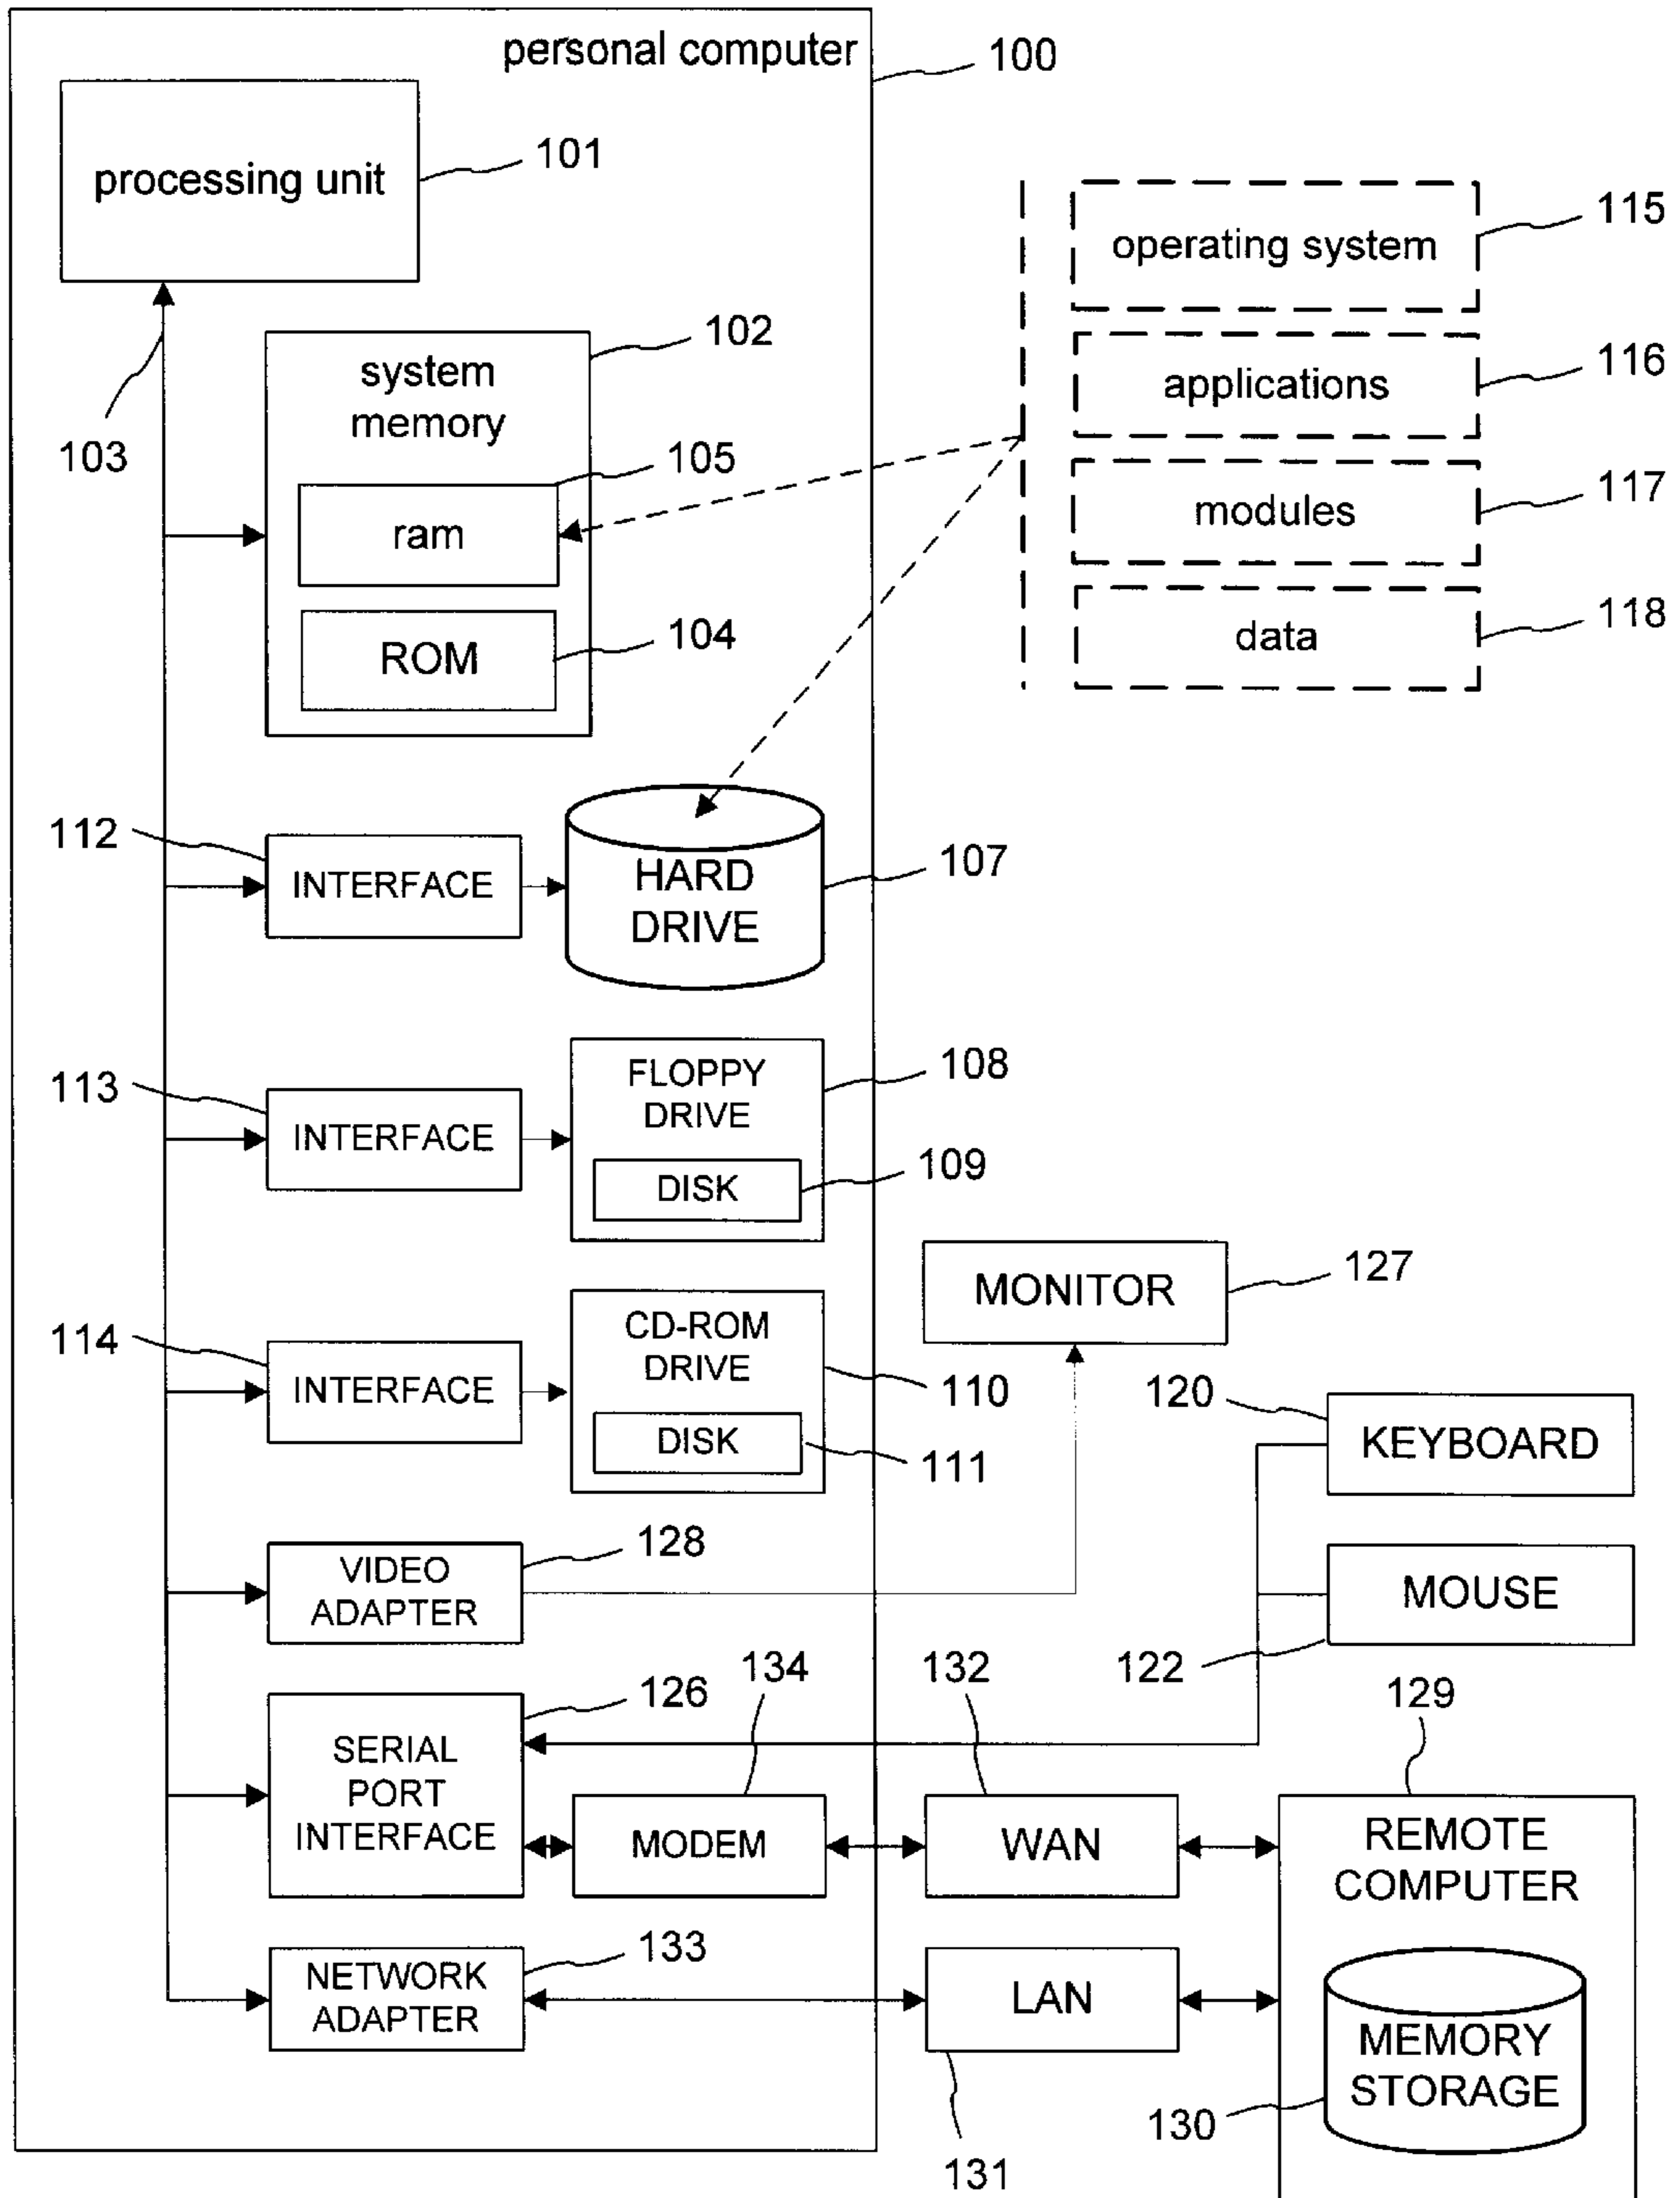 personal computer
100
processing unit
101
115
operating system
102
system
memory
116
applications
103
105
117
ram
modules
104
118
ROM
data
112
INTERFACE
HARD
DRIVE
107
113
INTERFACE
FLOPPY
DRIVE
108
DISK
109
MONITOR
127
114
INTERFACE
CD-ROM
DRIVE
110
DISK
111
120
KEYBOARD
128
VIDEO
ADAPTER
MOUSE
122
126
134
132
129
SERIAL
PORT
INTERFACE
MODEM
WAN
REMOTE
COMPUTER
133
NETWORK
ADAPTER
LAN
131
MEMORY
STORAGE
130